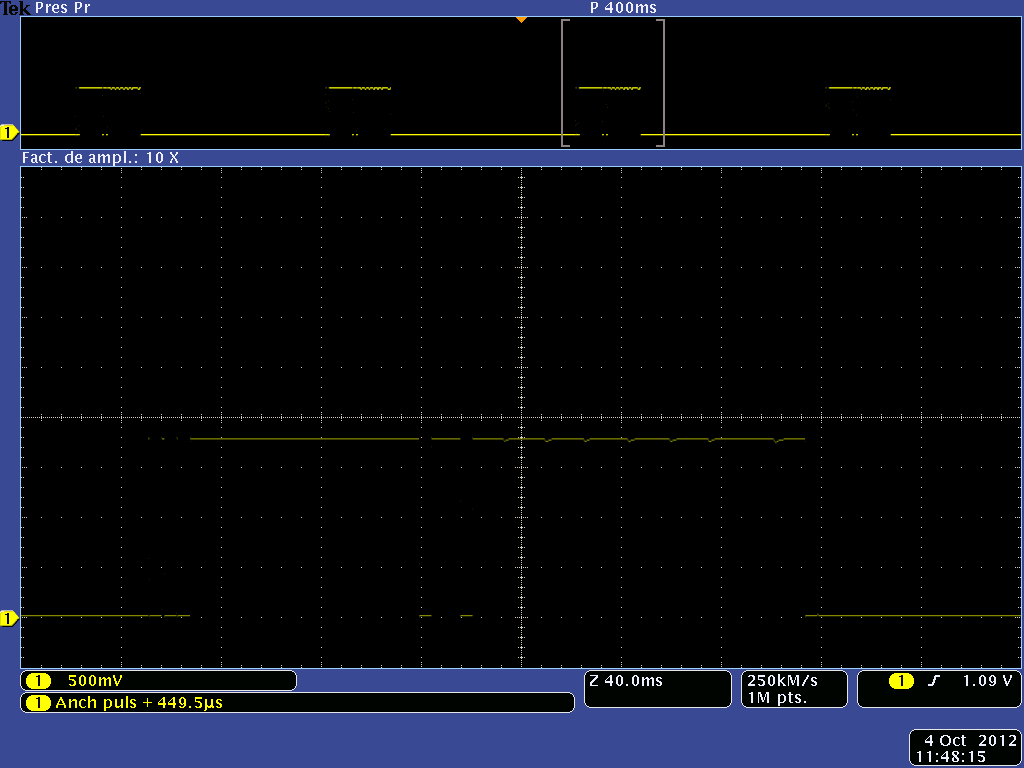 Tek Pres Pr P 400ms
1
Fact. de ampl.: 10 X
1
1 500mV Z 40.0ms 250kM/s 1 1.09 V
1M pts.
1 Anch puls + 449.5µs
4 Oct 2012
11:48:15